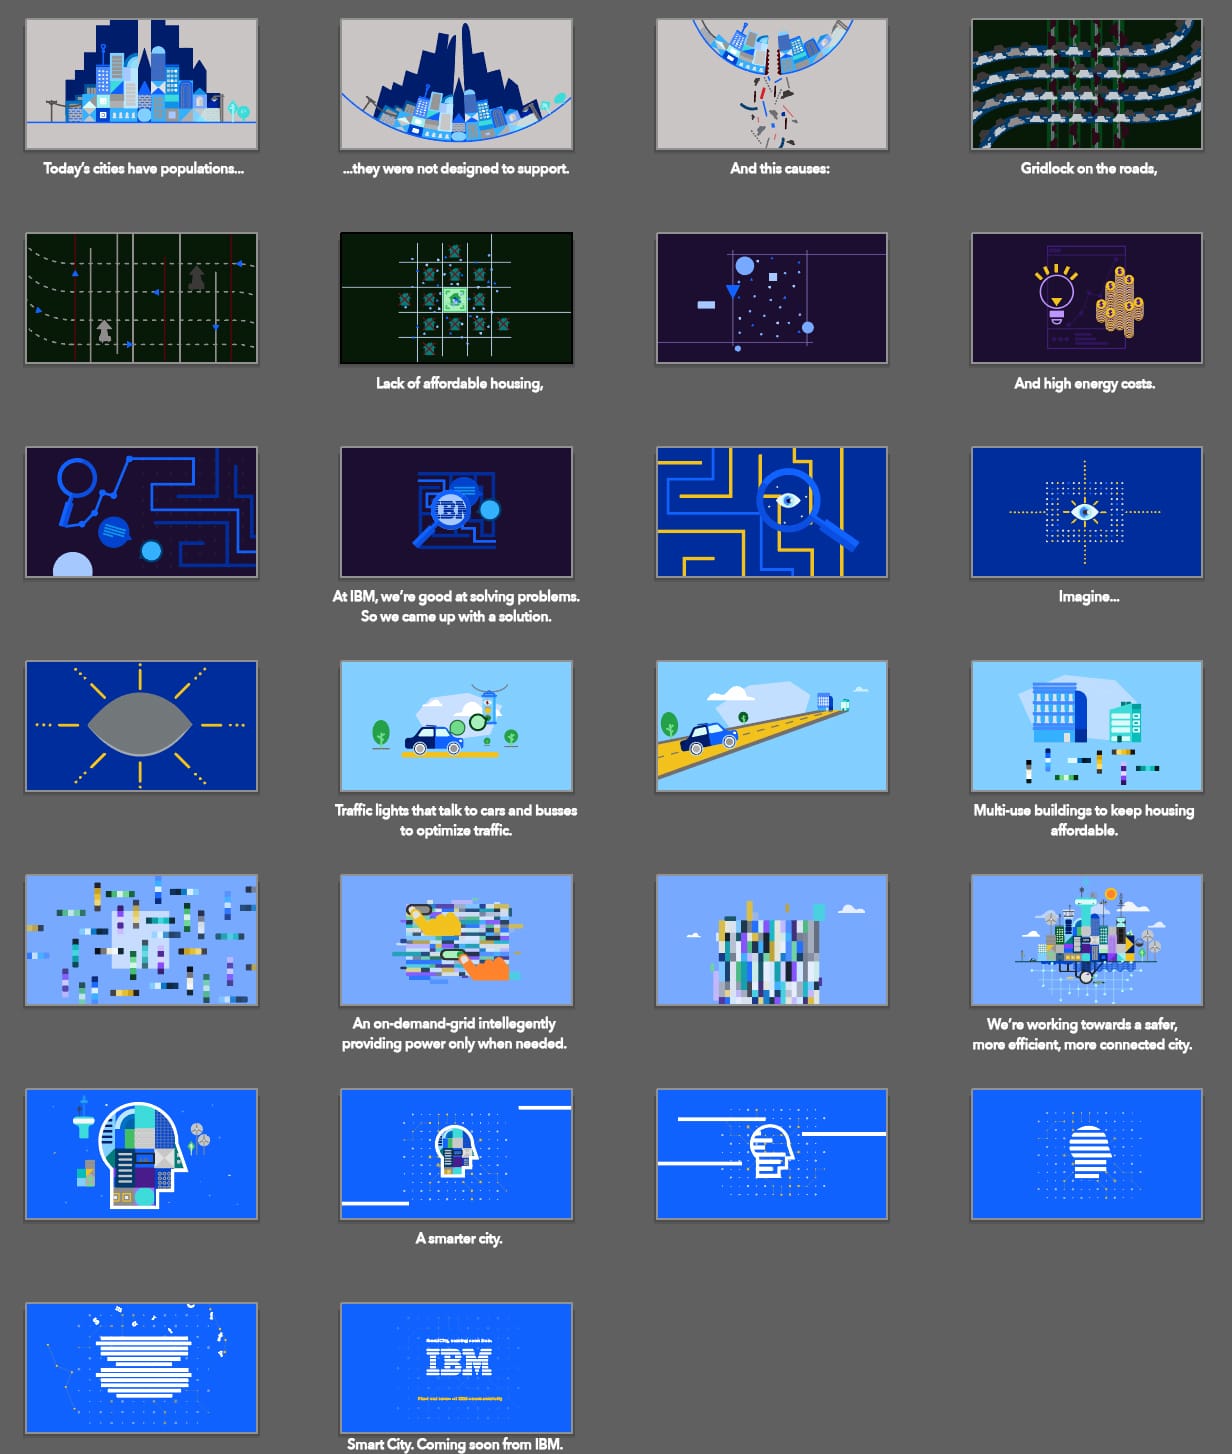 Today's cities have populations...
...they were not designed to support.
And this causes:
Gridlock on the roads,
Lack of affordable housing,
And high energy costs.
IBM
At IBM, we're good at solving problems.
So we came up with a solution.
Imagine...
Traffic lights that talk to cars and busses
to optimize traffic.
Multi-use buildings to keep housing
affordable.
An on-demand-grid intellegently
providing power only when needed.
We're working towards a safer,
more efficient, more connected city.
A smarter city.
IBM
Smart City. Coming soon from IBM.